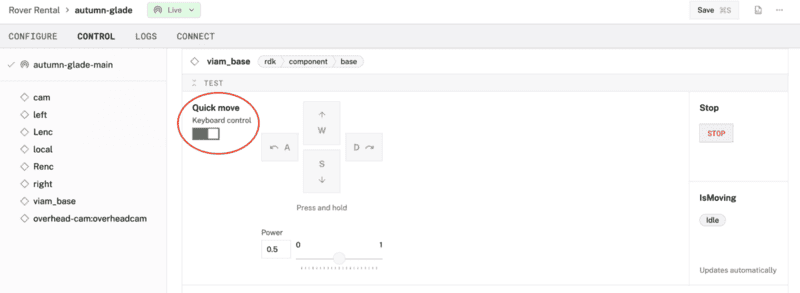 Rover Rental > autumn-glade
Live
Save ⌘S
CONFIGURE CONTROL LOGS CONNECT
autumn-glade-main
cam
left
Lenc
local
Renc
right
viam_base
overhead-cam:overheadcam
viam_base rdk component base
TEST
Quick move
Keyboard control
W
A
S
D
Press and hold
Power
0.5
0 1
Stop
STOP
IsMoving
Idle
Updates automatically